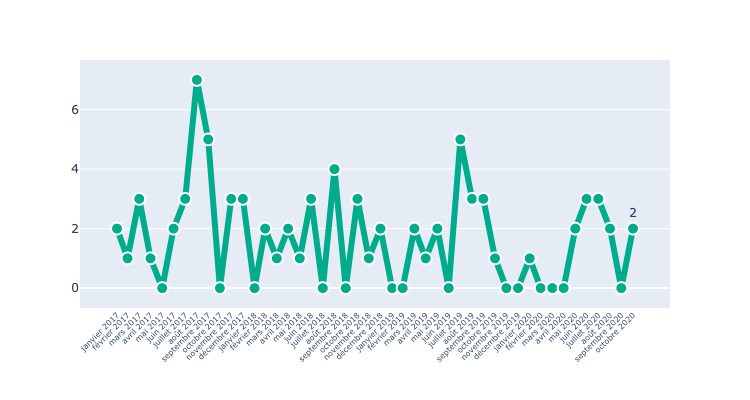 6
4
2
0
2
janvier 2017
février 2017
mars 2017
avril 2017
mai 2017
juin 2017
juillet 2017
août 2017
septembre 2017
octobre 2017
novembre 2017
décembre 2017
janvier 2018
février 2018
mars 2018
avril 2018
mai 2018
juin 2018
juillet 2018
août 2018
septembre 2018
octobre 2018
novembre 2018
décembre 2018
janvier 2019
février 2019
mars 2019
avril 2019
mai 2019
juin 2019
juillet 2019
août 2019
septembre 2019
octobre 2019
novembre 2019
décembre 2019
janvier 2020
février 2020
mars 2020
avril 2020
mai 2020
juin 2020
juillet 2020
août 2020
septembre 2020
octobre 2020